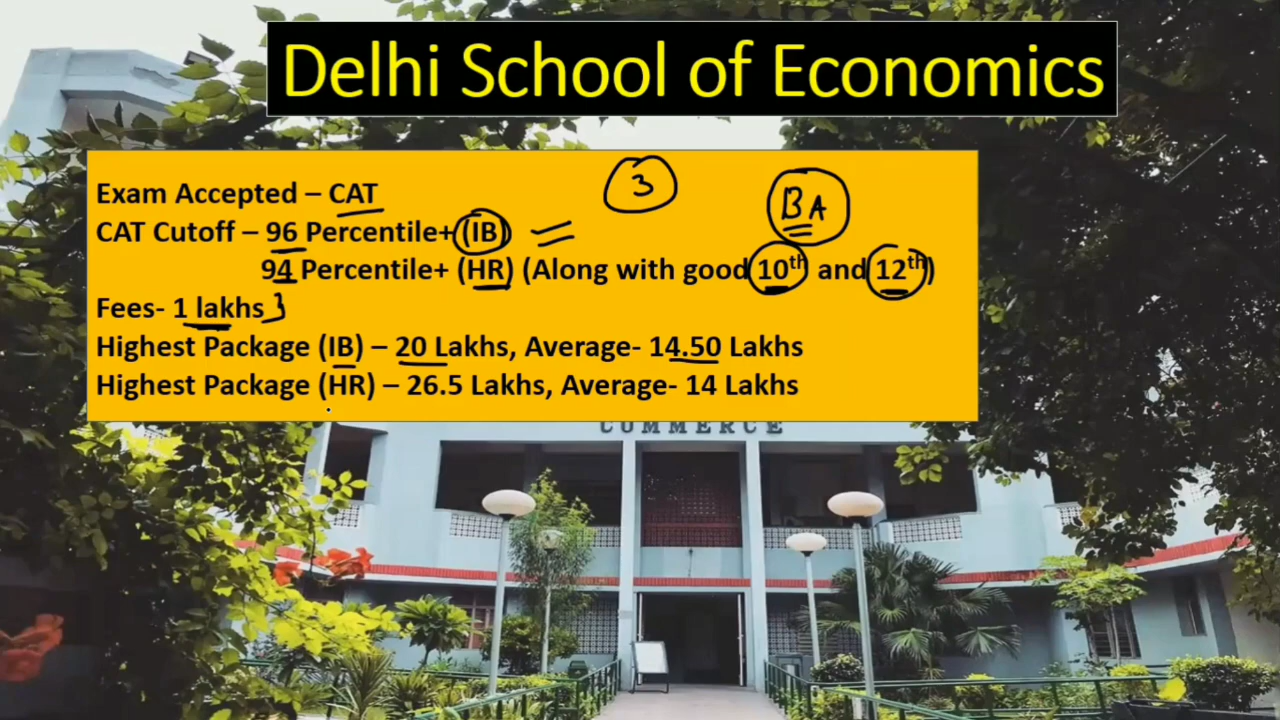 Delhi School of Economics
3
BA
Exam Accepted – CAT
CAT Cutoff – 96 Percentile+ (IB)
94 Percentile+ (HR) (Along with good 10th and 12th)
Fees- 1 lakhs
Highest Package (IB) – 20 Lakhs, Average- 14.50 Lakhs
Highest Package (HR) – 26.5 Lakhs, Average- 14 Lakhs
COMMERCE